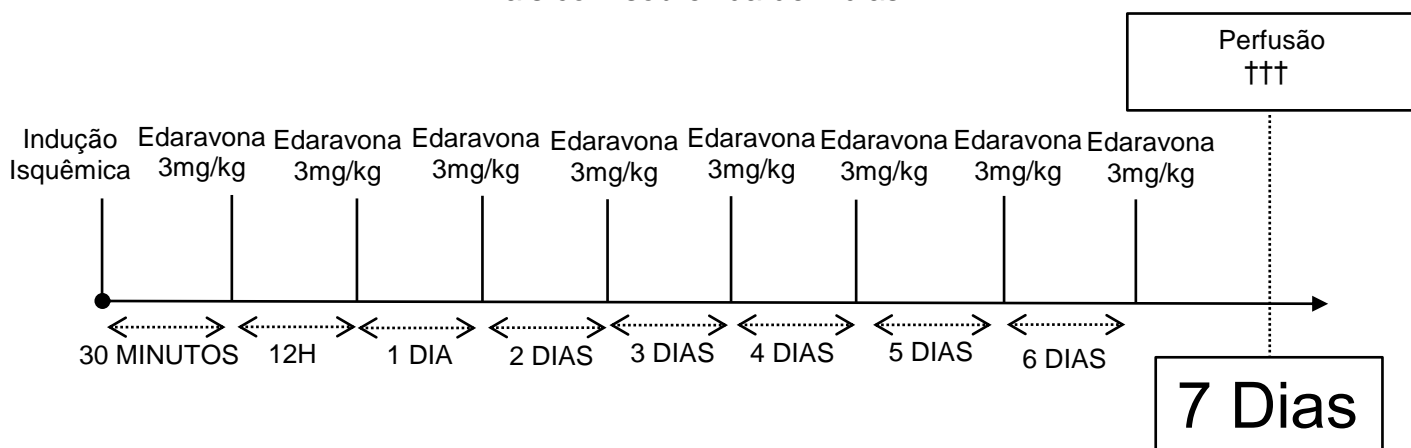 Perfusão
†††
Indução
Isquêmica
Edaravona
3mg/kg
Edaravona
3mg/kg
Edaravona
3mg/kg
Edaravona
3mg/kg
Edaravona
3mg/kg
Edaravona
3mg/kg
Edaravona
3mg/kg
Edaravona
3mg/kg
30 MINUTOS
12H
1 DIA
2 DIAS
3 DIAS
4 DIAS
5 DIAS
6 DIAS
7 Dias